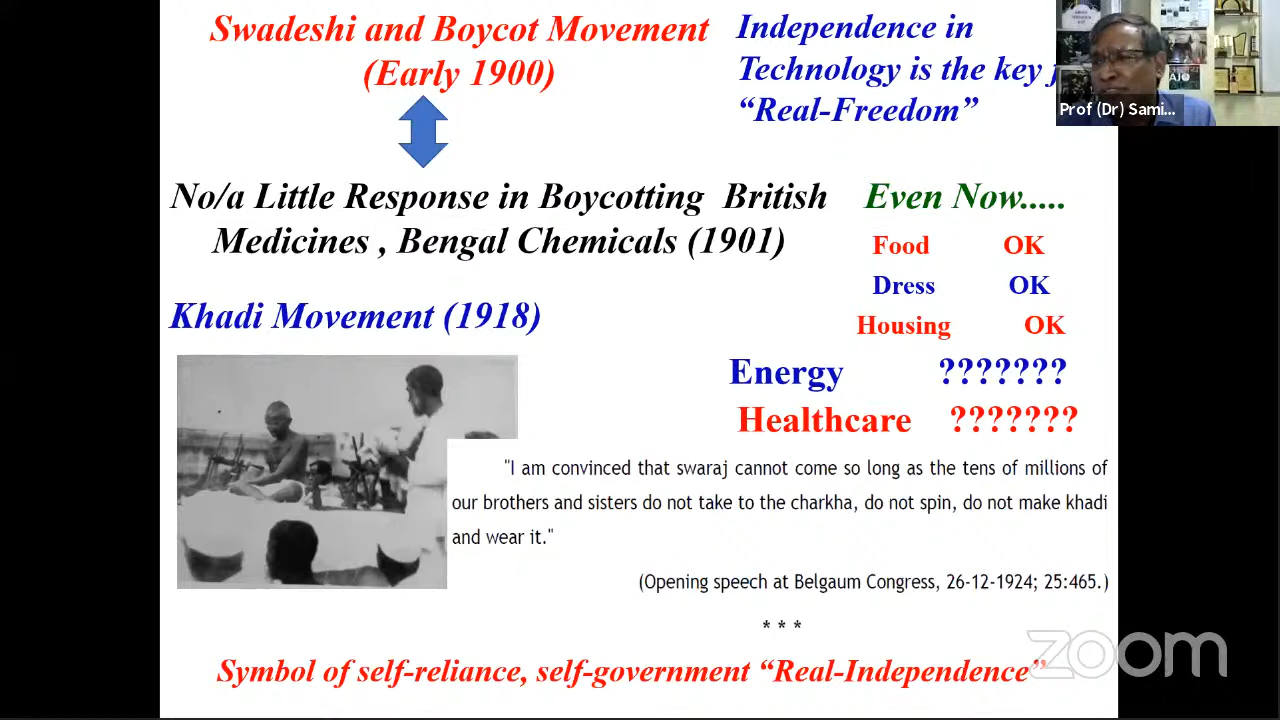 Swadeshi and Boycot Movement
(Early 1900)
Independence in
Technology is the key
“Real-Freedom”
AJO
Prof (Dr) Sami...
No/a Little Response in Boycotting British
Medicines , Bengal Chemicals (1901)
Even Now.....
Food OK
Dress OK
Housing OK
Khadi Movement (1918)
Energy ???????
Healthcare ???????
"I am convinced that swaraj cannot come so long as the tens of millions of
our brothers and sisters do not take to the charkha, do not spin, do not make khadi
and wear it."
(Opening speech at Belgaum Congress, 26-12-1924; 25:465.)
* * *
Symbol of self-reliance, self-government “Real-Independence”
zoom